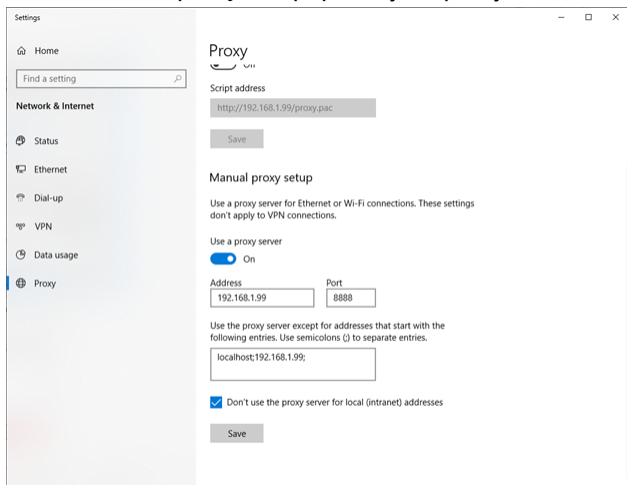 Settings
Home
Find a setting
Network & Internet
Status
Ethernet
Dial-up
VPN
Data usage
Proxy
Proxy
Script address
http://192.168.1.99/proxy.pac
Save
Manual proxy setup
Use a proxy server for Ethernet or Wi-Fi connections. These settings
don't apply to VPN connections.
Use a proxy server
On
Address
Port
192.168.1.99
8888
Use the proxy server except for addresses that start with the
following entries. Use semicolons (;) to separate entries.
localhost;192.168.1.99;
Don't use the proxy server for local (intranet) addresses
Save